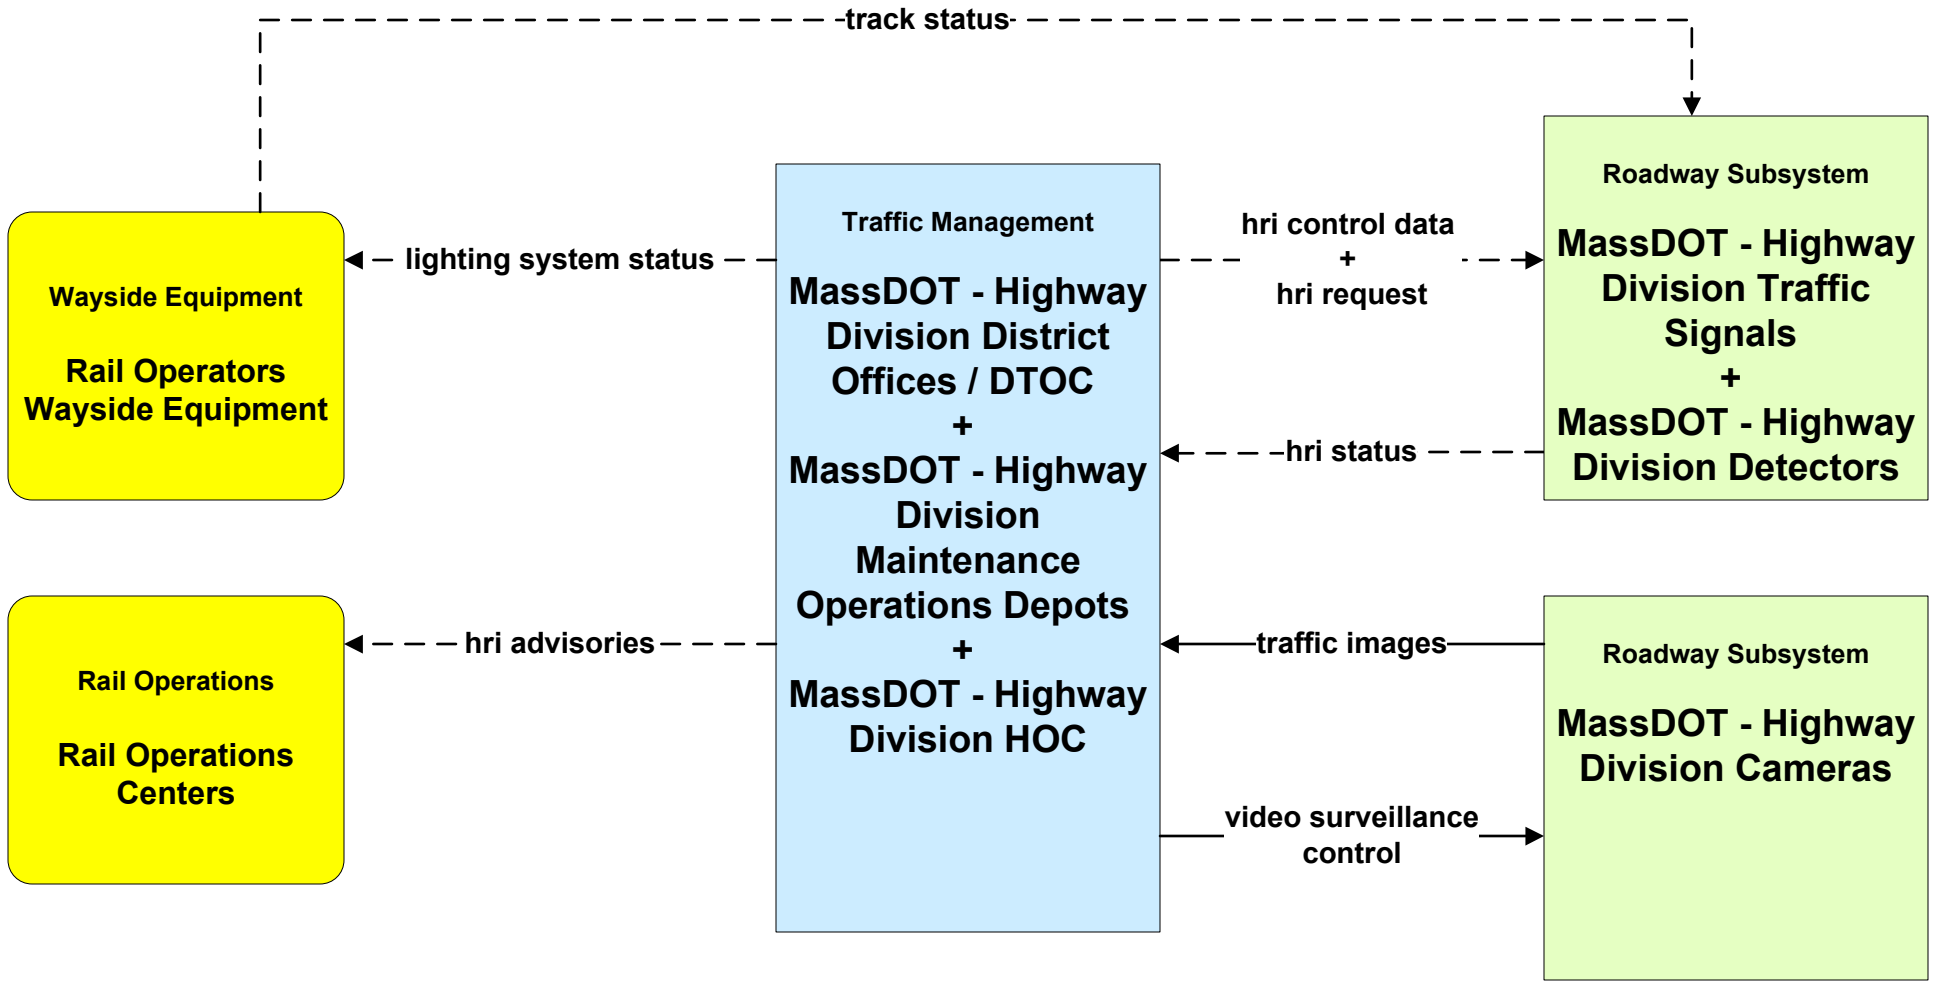 track status
Wayside Equipment
Rail Operators
Wayside Equipment
lighting system status
Rail Operations
Rail Operations
Centers
hri advisories
Traffic Management
MassDOT - Highway
Division District
Offices / DTOC
+
MassDOT - Highway
Division
Maintenance
Operations Depots
+
MassDOT - Highway
Division HOC
hri control data
+
hri request
hri status
traffic images
video surveillance
control
Roadway Subsystem
MassDOT - Highway
Division Traffic
Signals
+
MassDOT - Highway
Division Detectors
Roadway Subsystem
MassDOT - Highway
Division Cameras